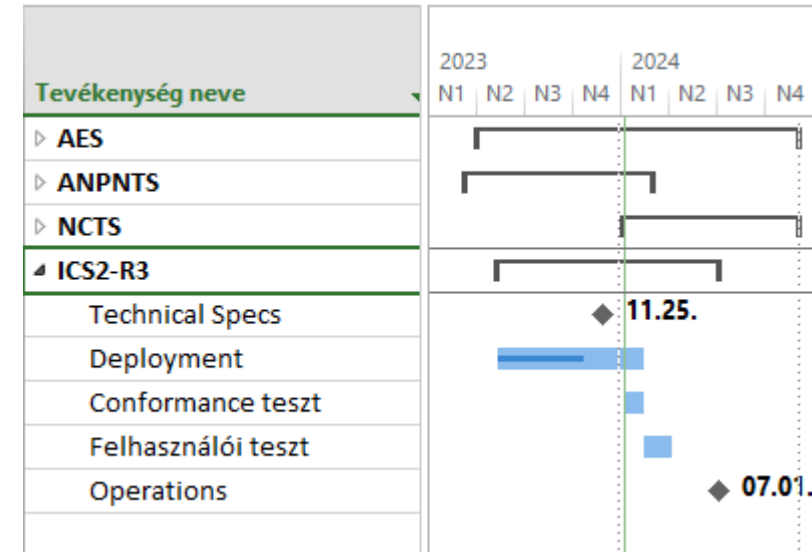 2023 2024
Tevékenység neve N1 N2 N3 N4 N1 N2 N3 N4
AES
ANPNTS
NCTS
ICS2-R3
Technical Specs 11.25.
Deployment
Conformance teszt
Felhasználói teszt
Operations 07.01.